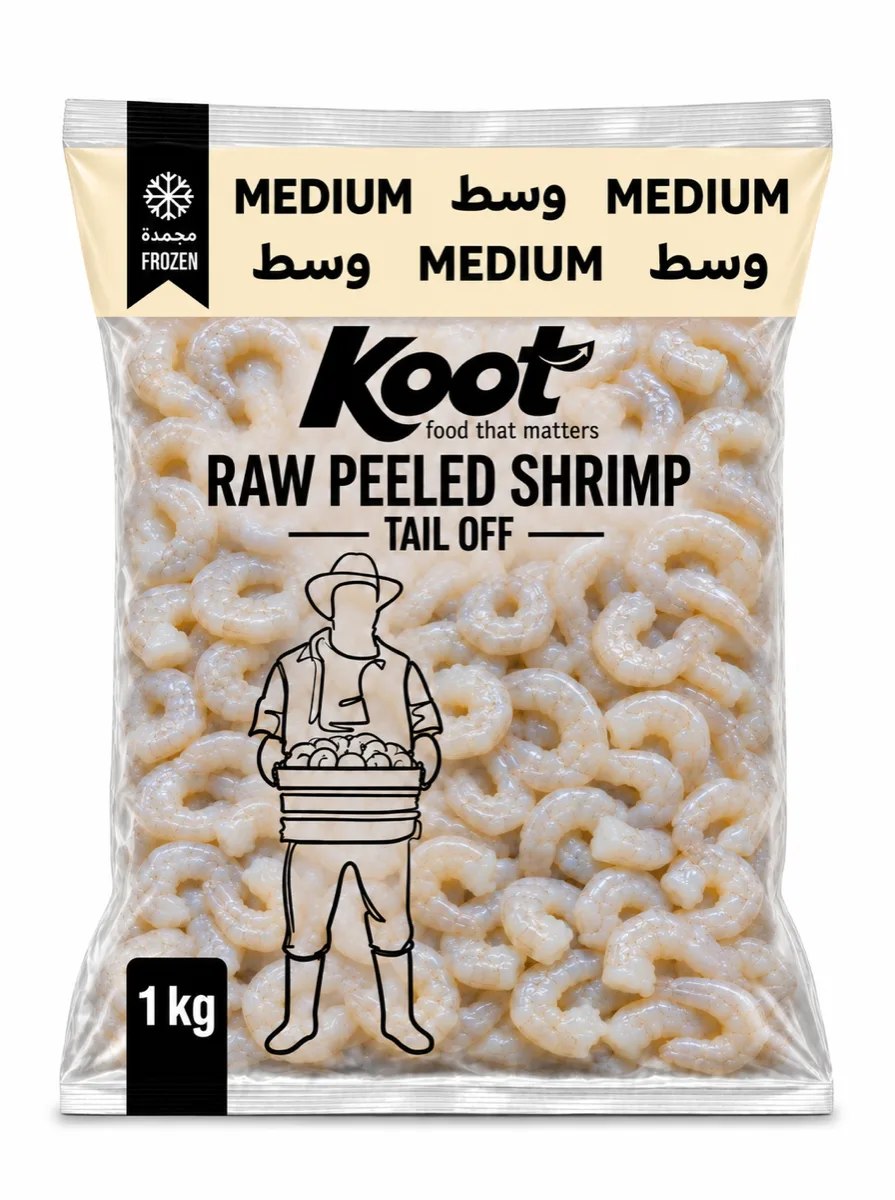 MEDIUM وسط MEDIUM
وسط MEDIUM وسط
مجمدة
FROZEN
Koot
food that matters
RAW PEELED SHRIMP
TAIL OFF
1 kg